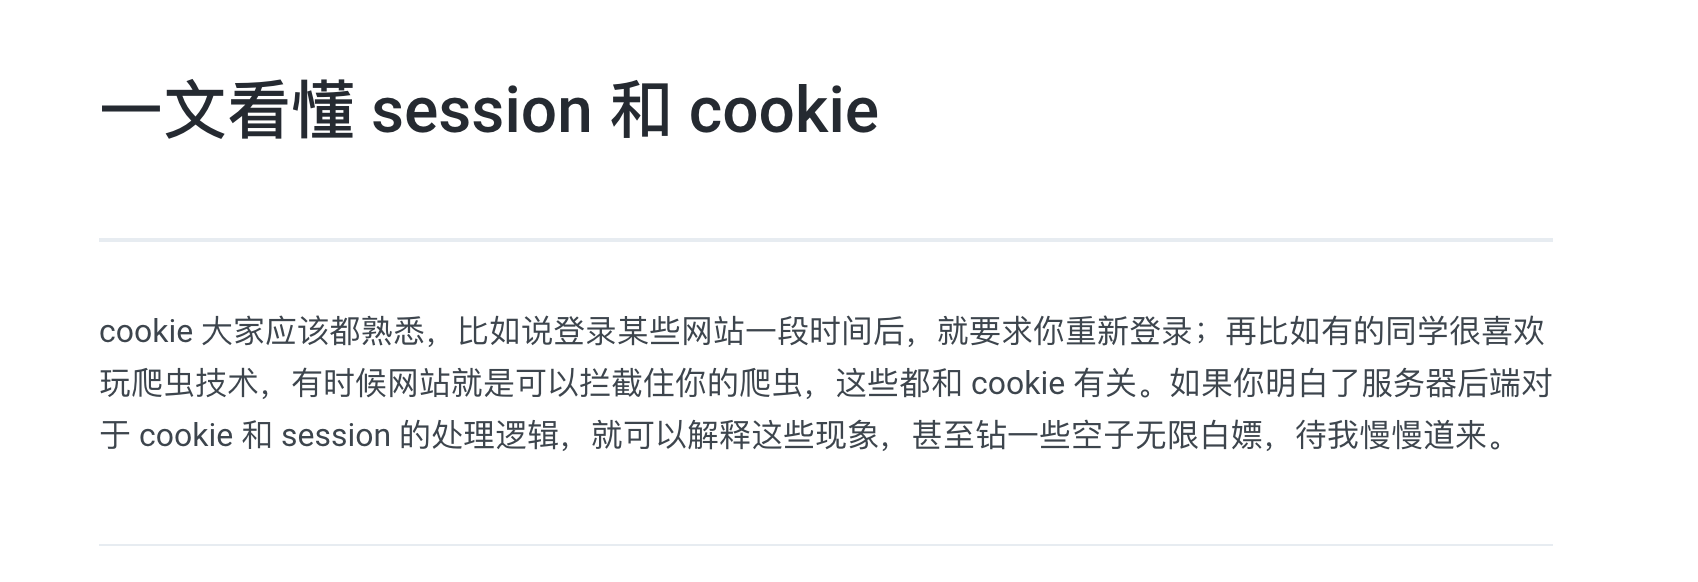 一文看懂 session 和 cookie
cookie 大家应该都熟悉，比如说登录某些网站一段时间后，就要求你重新登录；再比如有的同学很喜欢
玩爬虫技术，有时候网站就是可以拦截住你的爬虫，这些都和 cookie 有关。如果你明白了服务器后端对
于 cookie 和 session 的处理逻辑，就可以解释这些现象，甚至钻一些空子无限白嫖，待我慢慢道来。